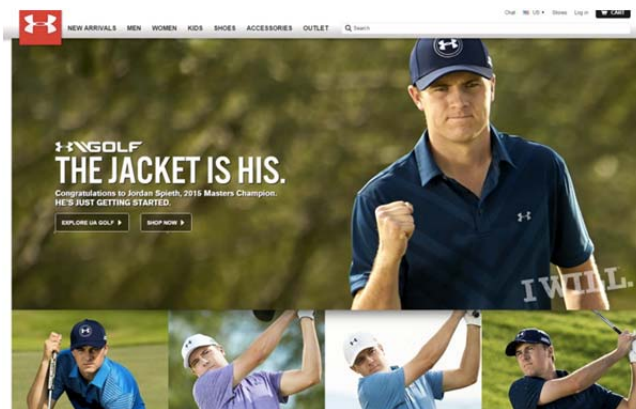 NEW ARRIVALS MEN WOMEN KIDS SHOES ACCESSORIES OUTLET Search
Chat US Stores Log in CART
GOLF
THE JACKET IS HIS.
Congratulations to Jordan Spieth, 2015 Masters Champion.
HE'S JUST GETTING STARTED.
EXPLORE UA GOLF SHOP NOW
I WILL.